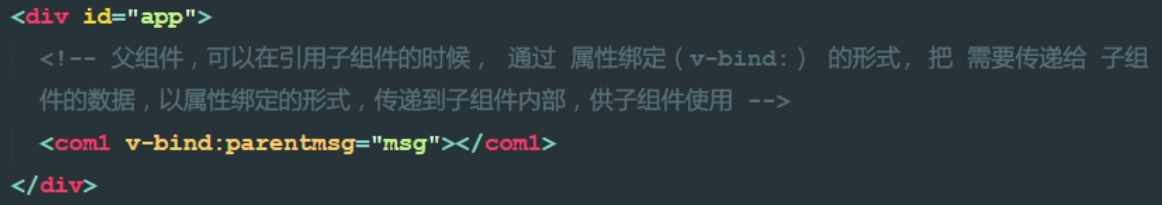 <div id="app">
<!-- 父组件，可以在引用子组件的时候， 通过 属性绑定（v-bind:） 的形式, 把 需要传递给 子组
件的数据，以属性绑定的形式，传递到子组件内部，供子组件使用 -->
<com1 v-bind:parentmsg="msg"></com1>
</div>